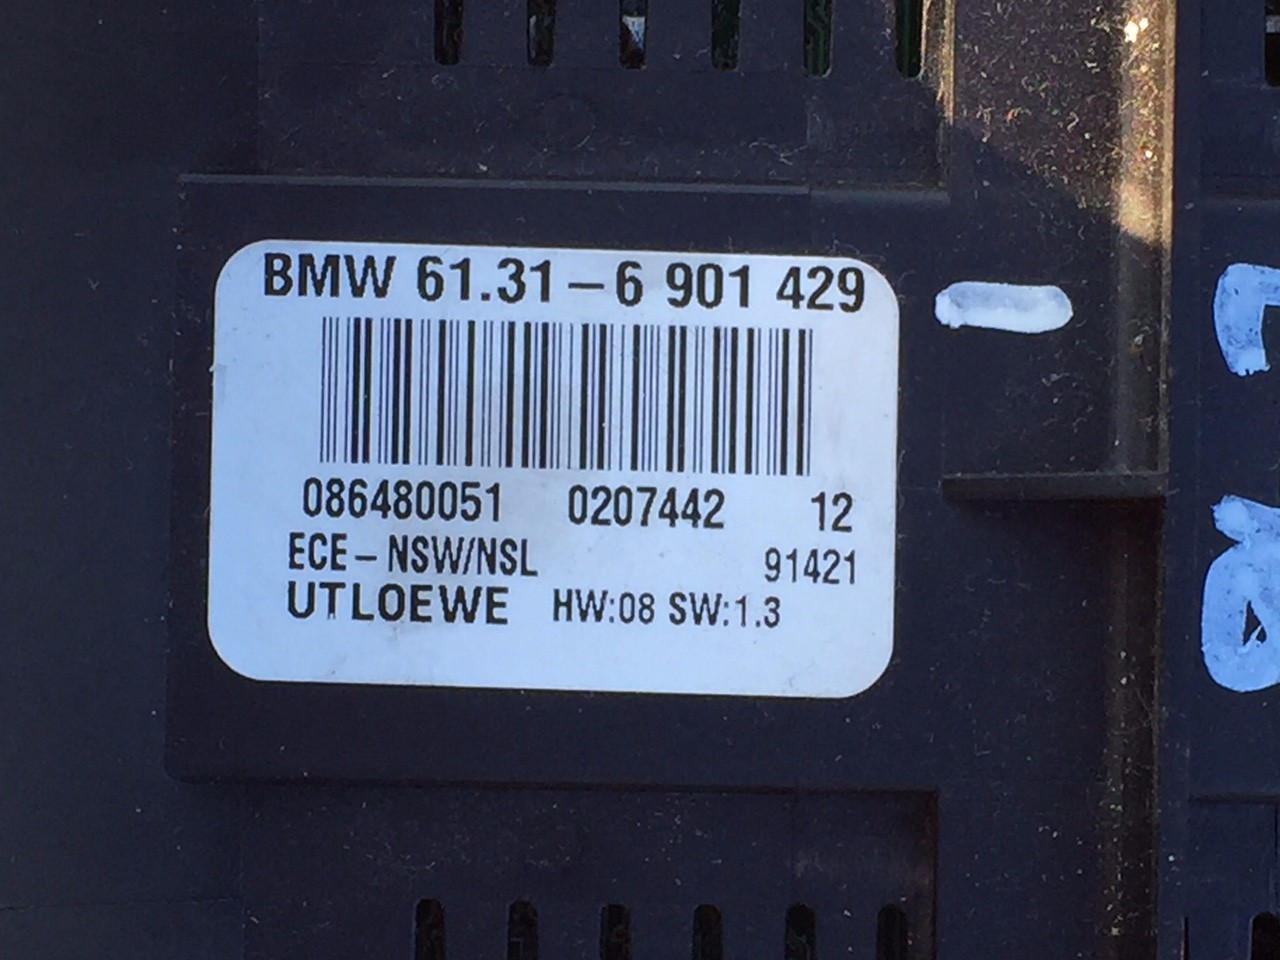 BMW 61.31-6 901 429
086480051 0207442 12
ECE-NSW/NSL 91421
UTLOEWE HW:08 SW:1.3